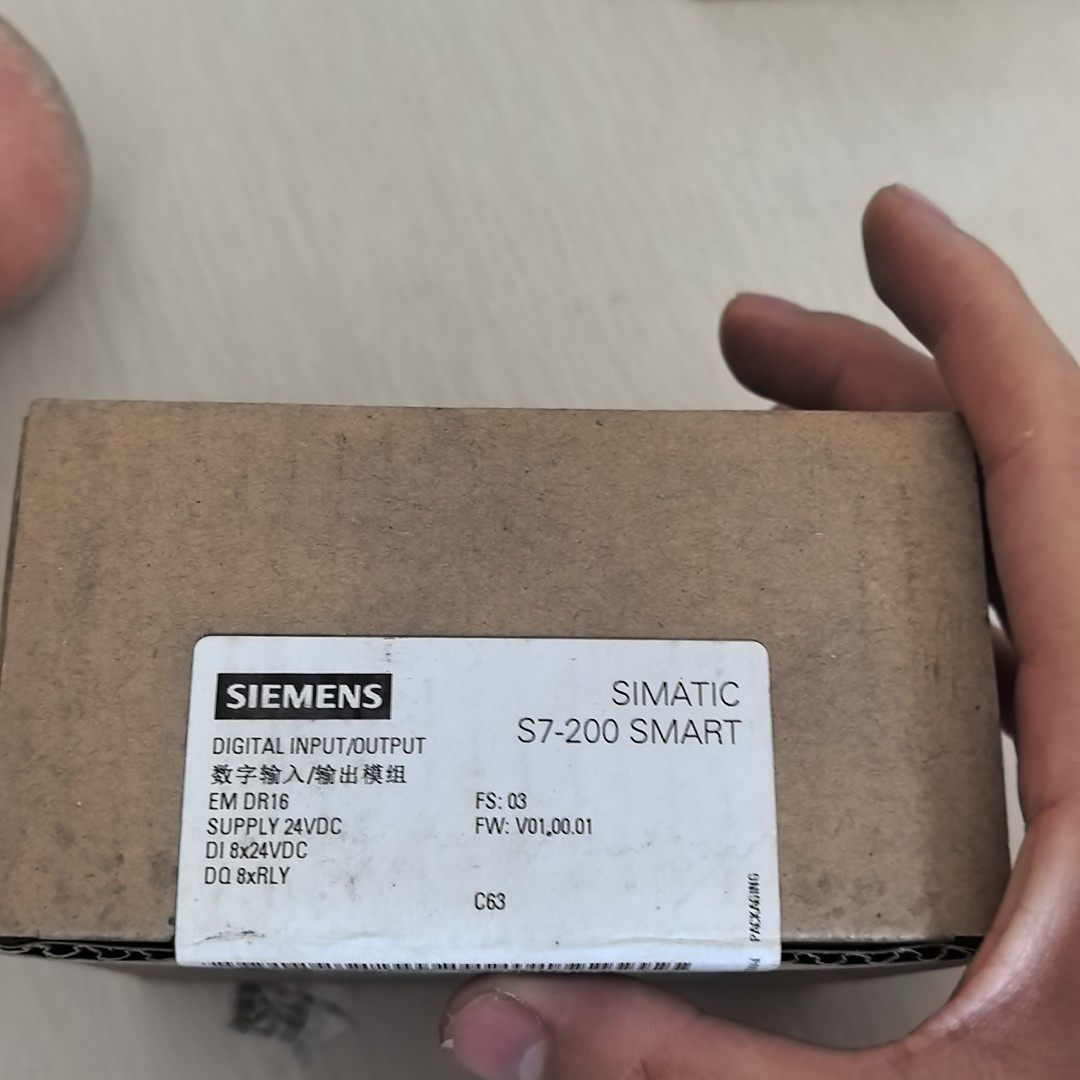 SIEMENS
SIMATIC
S7-200 SMART
DIGITAL INPUT/OUTPUT
数字输入/输出模组
EM DR16
SUPPLY 24VDC
DI 8x24VDC
DQ 8xRLY
FS: 03
FW: V01.00.01
C63
PACKAGING